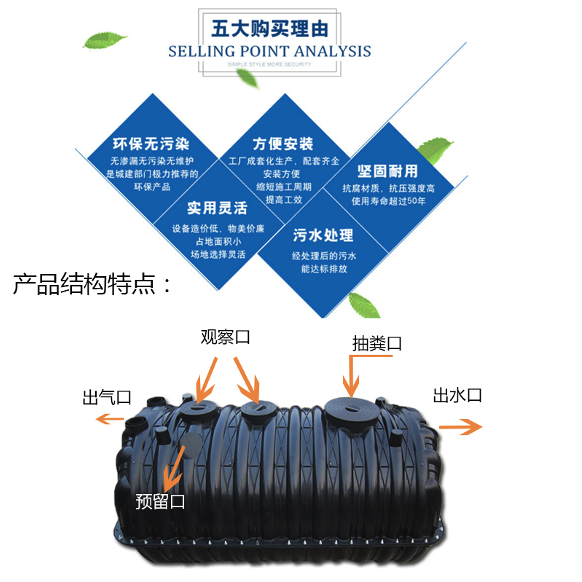 五大购买理由
SELLING POINT ANALYSIS
SIMPLE STYLE MORE SECURITY
环保无污染
无渗漏无污染无维护
是城建部门极力推荐的
环保产品
方便安装
工厂成套化生产，配套齐全
安装方便
缩短施工周期
提高工效
坚固耐用
抗腐材质，抗压强度高
使用寿命超过50年
实用灵活
设备造价低，物美价廉
占地面积小
场地选择灵活
污水处理
经处理后的污水
能达标排放
产品结构特点：
观察口
抽粪口
出气口
出水口
预留口